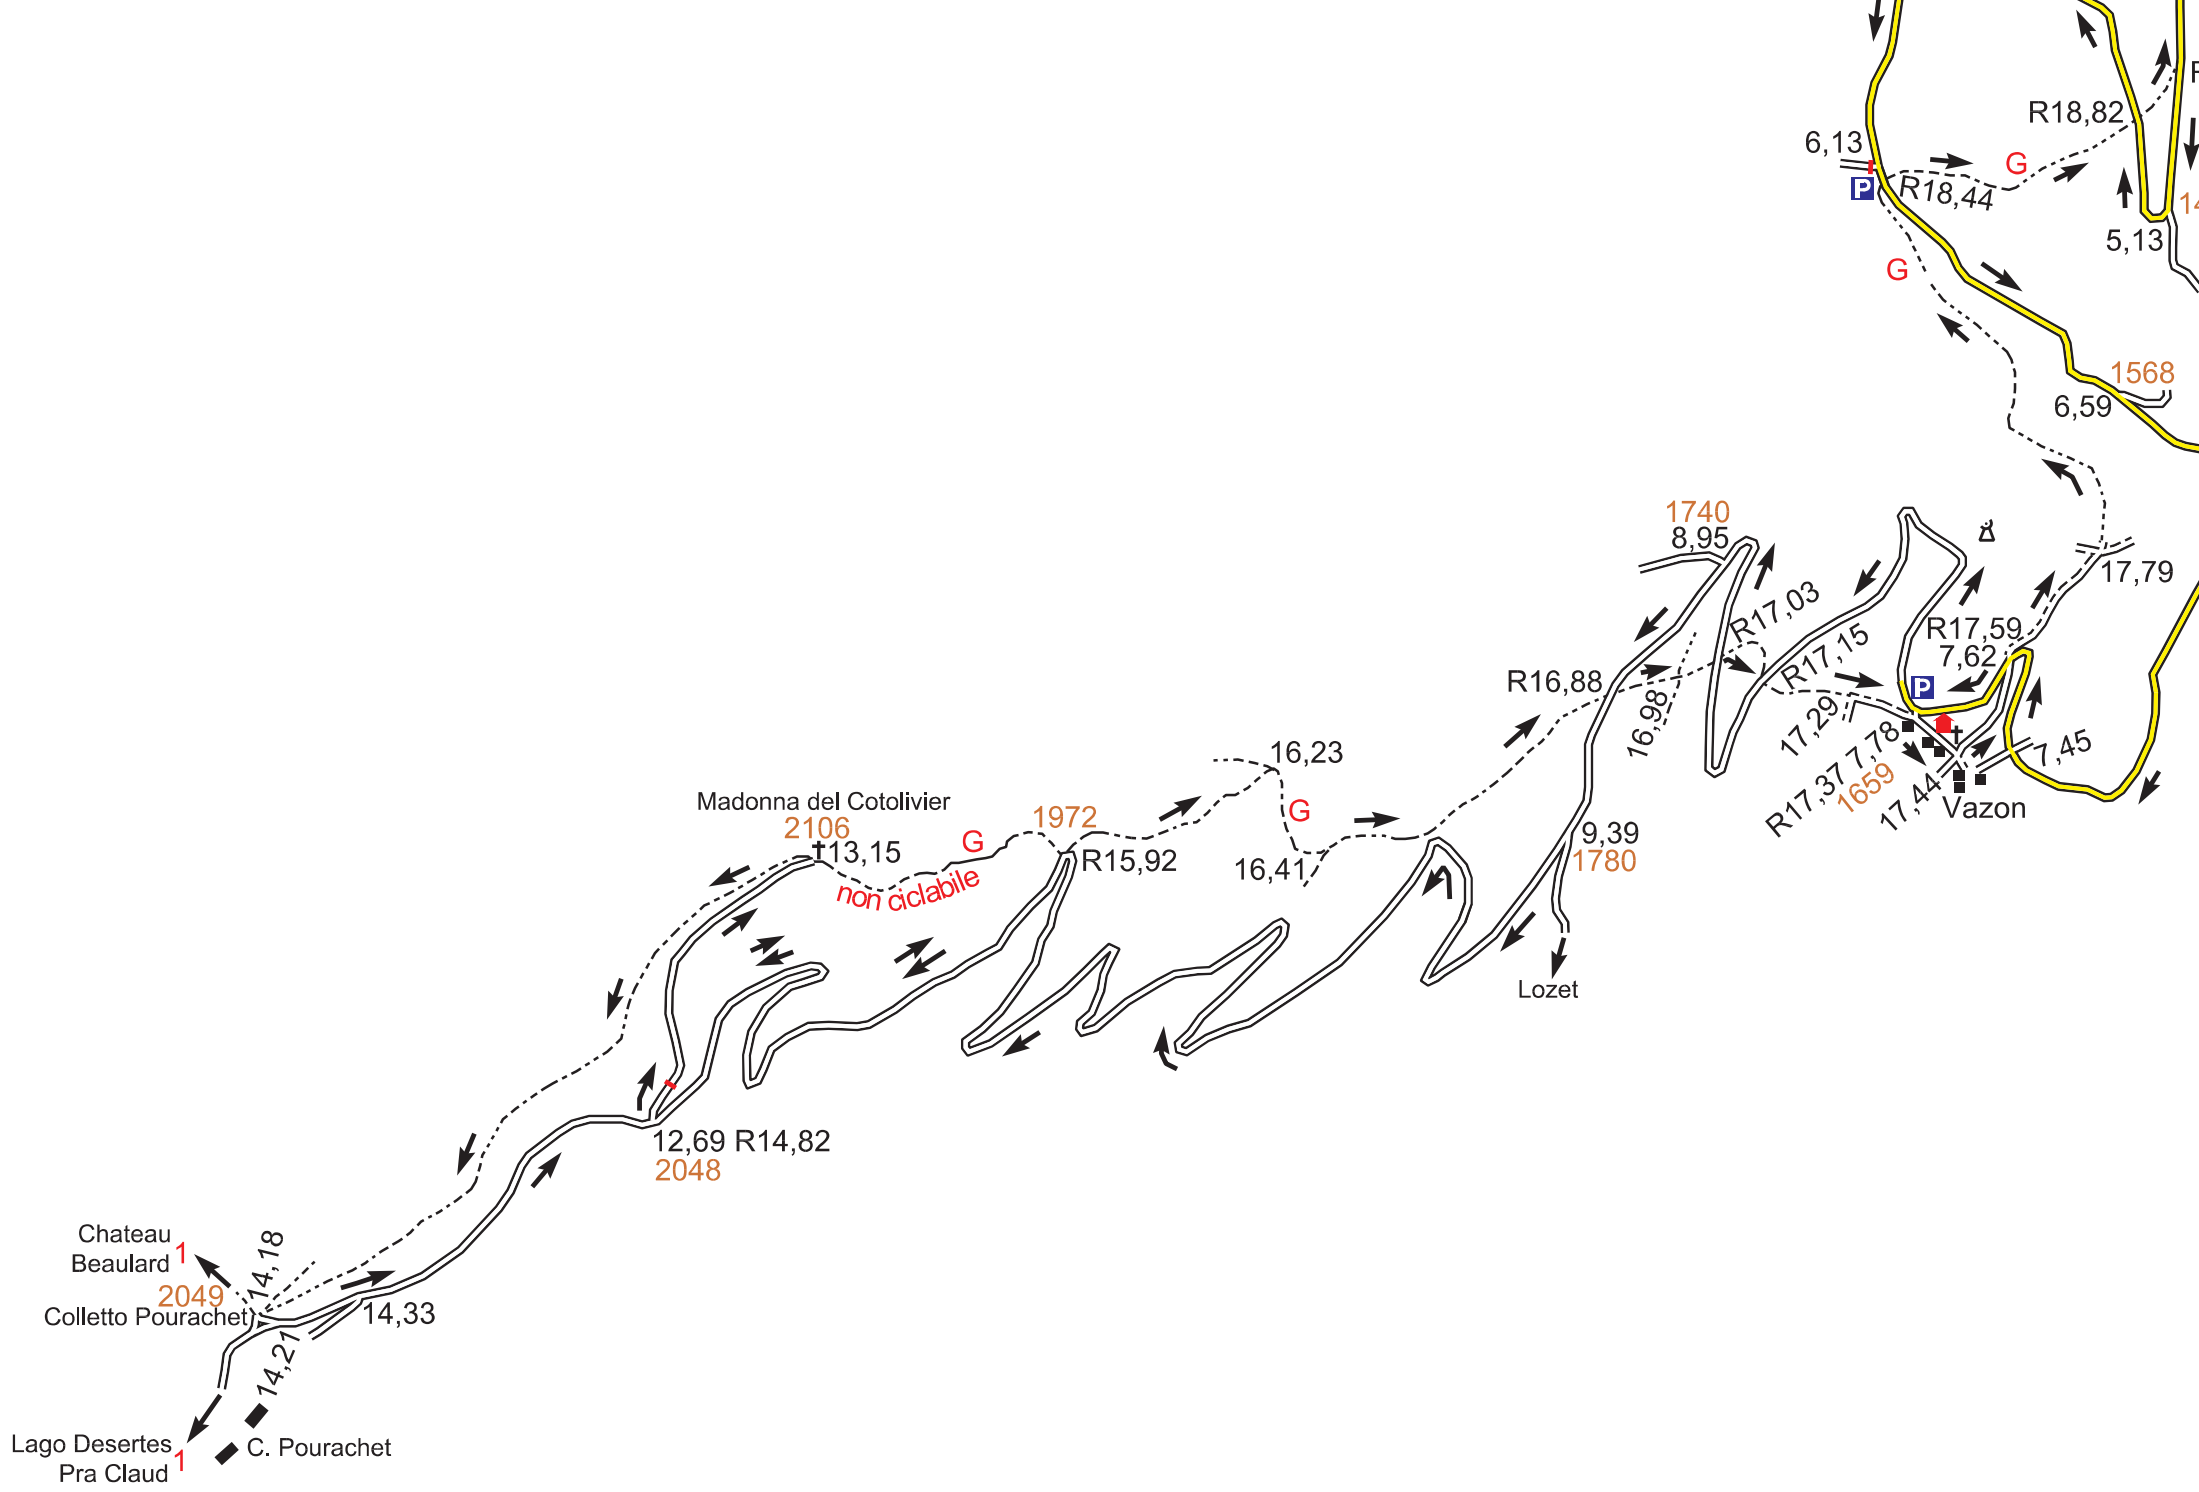 R18,82
6,13
G
P
R18,44
14
5,13
G
1568
6,59
1740
8,95
17,79
R17,03
R17,59
R17,15
7,62
R16,88
P
16,98
17,29
7,78
R17,37
7,45
1659
17,44
Vazon
16,23
Madonna del Cotolivier
2106
1972
G
G
13,15
R15,92
16,41
9,39
1780
non ciclabile
Lozet
12,69 R14,82
2048
Chateau
Beaulard 1
14,18
2049
Colletto Pourachet
14,33
14,21
Lago Desertes
Pra Claud 1
C. Pourachet